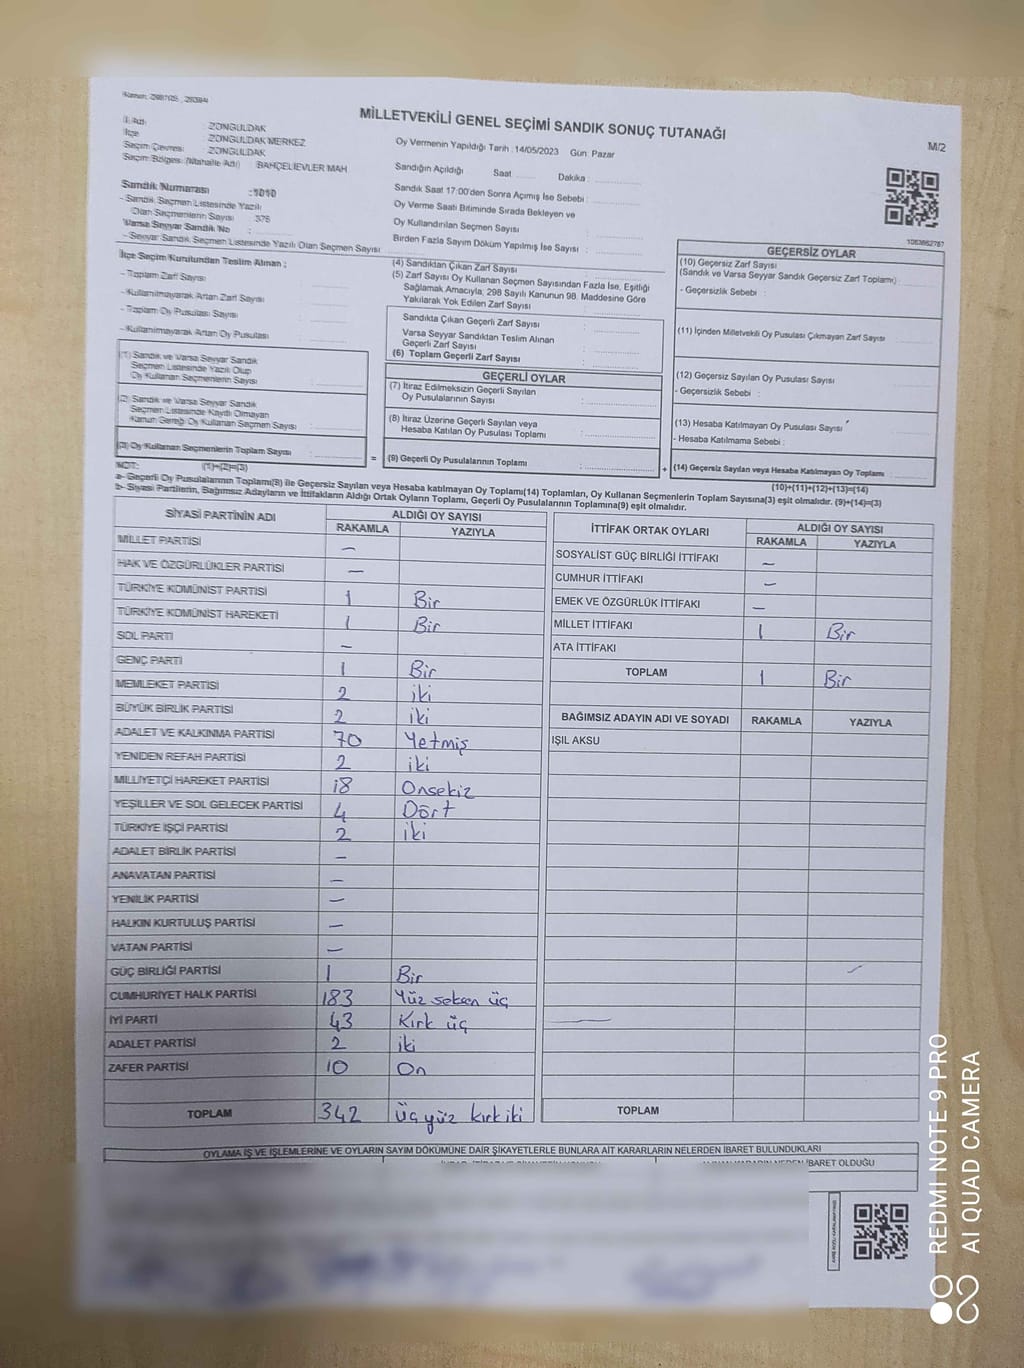 MİLLETVEKİLİ GENEL SEÇİMİ SANDIK SONUÇ TUTANAĞI
M/2
İl Adı : ZONGULDAK
İlçe : ZONGULDAK MERKEZ
Seçim Çevresi : ZONGULDAK
Seçim Bölgesi (Mahalle Adı) BAHÇELİEVLER MAH
Sandık Numarası : 1010
- Sandık Seçmen Listesinde
Olan Seçmenlerin Sayısı 376
Varsa Seyyar Sandık No :
- Seyyar Sandık Seçmen Listesinde Yazılı Olan Seçmen Sayısı
Oy Vermenin Yapıldığı Tarih : 14/05/2023 Gün: Pazar
Sandığın Açıldığı Saat Dakika :
Sandık Saat 17:00'den Sonra Açımış İse Sebebi :
Oy Verme Saati Bitiminde Sırada Bekleyen ve
Oy Kullandırılan Seçmen Sayısı :
Birden Fazla Sayım Döküm Yapılmış İse Sayısı :
1083662787
İlçe Seçim Kurulundan Teslim Alınan ;
- Toplam Zarf Sayısı :
- Kullanılmayarak Artan Zarf Sayısı :
- Toplam Oy Pusulası Sayısı :
- Kullanılmayarak Artan Oy Pusulası :
(1) Sandık ve Varsa Seyyar Sandık
Seçmen Listesinde Yazılı Olup
Oy Kullanan Seçmenlerin Sayısı :
(2) Sandık ve Varsa Seyyar Sandık
Seçmen Listesinde Kayıtlı Olmayan
Kanun Gereği Oy Kullanan Seçmen Sayısı :
(3) Oy Kullanan Seçmenlerin Toplam Sayısı :
(1)+(2)=(3)
(4) Sandıktan Çıkan Zarf Sayısı :
(5) Zarf Sayısı Oy Kullanan Seçmen Sayısından Fazla İse, Eşitliği
Sağlamak Amacıyla; 298 Sayılı Kanunun 98. Maddesine Göre
Yakılarak Yok Edilen Zarf Sayısı :
Sandıkta Çıkan Geçerli Zarf Sayısı :
Varsa Seyyar Sandıktan Teslim Alınan
Geçerli Zarf Sayısı :
(6) Toplam Geçerli Zarf Sayısı :
GEÇERLİ OYLAR
(7) İtiraz Edilmeksizin Geçerli Sayılan
Oy Pusulalarının Sayısı :
(8) İtiraz Üzerine Geçerli Sayılan veya
Hesaba Katılan Oy Pusulası Toplamı :
= (9) Geçerli Oy Pusulalarının Toplamı :
GEÇERSİZ OYLAR
(10) Geçersiz Zarf Sayısı
(Sandık ve Varsa Seyyar Sandık Geçersiz Zarf Toplamı) :
- Geçersizlik Sebebi :
(11) İçinden Milletvekili Oy Pusulası Çıkmayan Zarf Sayısı :
(12) Geçersiz Sayılan Oy Pusulası Sayısı :
- Geçersizlik Sebebi :
(13) Hesaba Katılmayan Oy Pusulası Sayısı :
- Hesaba Katılmama Sebebi :
+ (14) Geçersiz Sayılan veya Hesaba Katılmayan Oy Toplamı :
(10)+(11)+(12)+(13)=(14)
NOT:
a- Geçerli Oy Pusulalarının Toplamı(9) ile Geçersiz Sayılan veya Hesaba katılmayan Oy Toplamı(14) Toplamları, Oy Kullanan Seçmenlerin Toplam Sayısına(3) eşit olmalıdır. (9)+(14)=(3)
b- Siyasi Partilerin, Bağımsız Adayların ve İttifakların Aldığı Ortak Oyların Toplamı, Geçerli Oy Pusulalarının Toplamına(9) eşit olmalıdır.
SİYASİ PARTİNİN ADI ALDIĞI OY SAYISI
RAKAMLA YAZIYLA
MİLLET PARTİSİ —
HAK VE ÖZGÜRLÜKLER PARTİSİ —
TÜRKİYE KOMÜNİST PARTİSİ 1 Bir
TÜRKİYE KOMÜNİST HAREKETİ 1 Bir
SOL PARTİ —
GENÇ PARTİ 1 Bir
MEMLEKET PARTİSİ 2 iki
BÜYÜK BİRLİK PARTİSİ 2 iki
ADALET VE KALKINMA PARTİSİ 70 Yetmiş
YENİDEN REFAH PARTİSİ 2 iki
MİLLİYETÇİ HAREKET PARTİSİ 18 Onsekiz
YEŞİLLER VE SOL GELECEK PARTİSİ 4 Dört
TÜRKİYE İŞÇİ PARTİSİ 2 iki
ADALET BİRLİK PARTİSİ —
ANAVATAN PARTİSİ —
YENİLİK PARTİSİ —
HALKIN KURTULUŞ PARTİSİ —
VATAN PARTİSİ —
GÜÇ BİRLİĞİ PARTİSİ 1 Bir
CUMHURİYET HALK PARTİSİ 183 Yüz seksen üç
İYİ PARTİ 43 Kırk üç
ADALET PARTİSİ 2 iki
ZAFER PARTİSİ 10 On
TOPLAM 342 Üçyüz kırkiki
İTTİFAK ORTAK OYLARI ALDIĞI OY SAYISI
RAKAMLA YAZIYLA
SOSYALİST GÜÇ BİRLİĞİ İTTİFAKI —
CUMHUR İTTİFAKI —
EMEK VE ÖZGÜRLÜK İTTİFAKI —
MİLLET İTTİFAKI 1 Bir
ATA İTTİFAKI
TOPLAM 1 Bir
BAĞIMSIZ ADAYIN ADI VE SOYADI RAKAMLA YAZIYLA
IŞIL AKSU
TOPLAM
OYLAMA İŞ VE İŞLEMLERİNE VE OYLARIN SAYIM DÖKÜMÜNE DAİR ŞİKAYETLERLE BUNLARA AİT KARARLARIN NELERDEN İBARET BULUNDUKLARI
İBARET OLDUĞU
REDMI NOTE 9 PRO
AI QUAD CAMERA